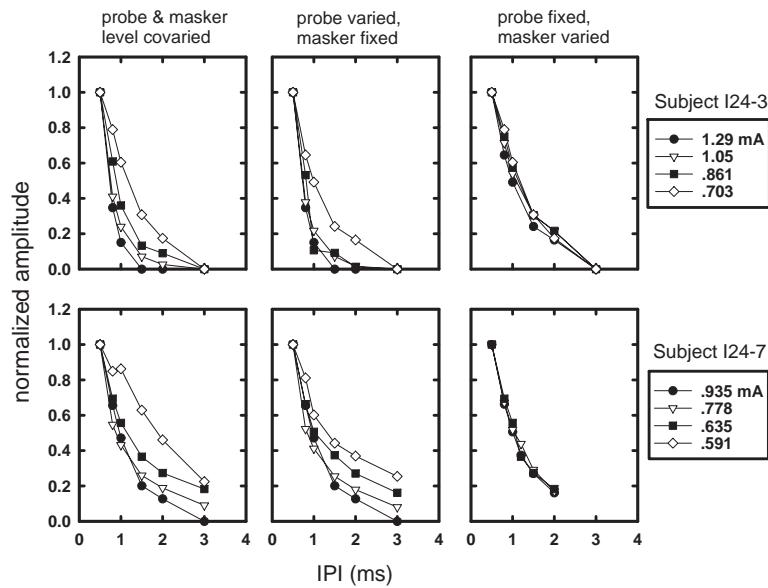 probe & masker
level covaried
probe varied,
masker fixed
probe fixed,
masker varied
1.2
1.0
0.8
0.6
0.4
0.2
0.0
Subject I24-3
1.29 mA
1.05
.861
.703
normalized amplitude
1.2
1.0
0.8
0.6
0.4
0.2
0.0
0 1 2 3 4
0 1 2 3 4
0 1 2 3 4
Subject I24-7
.935 mA
.778
.635
.591
IPI (ms)